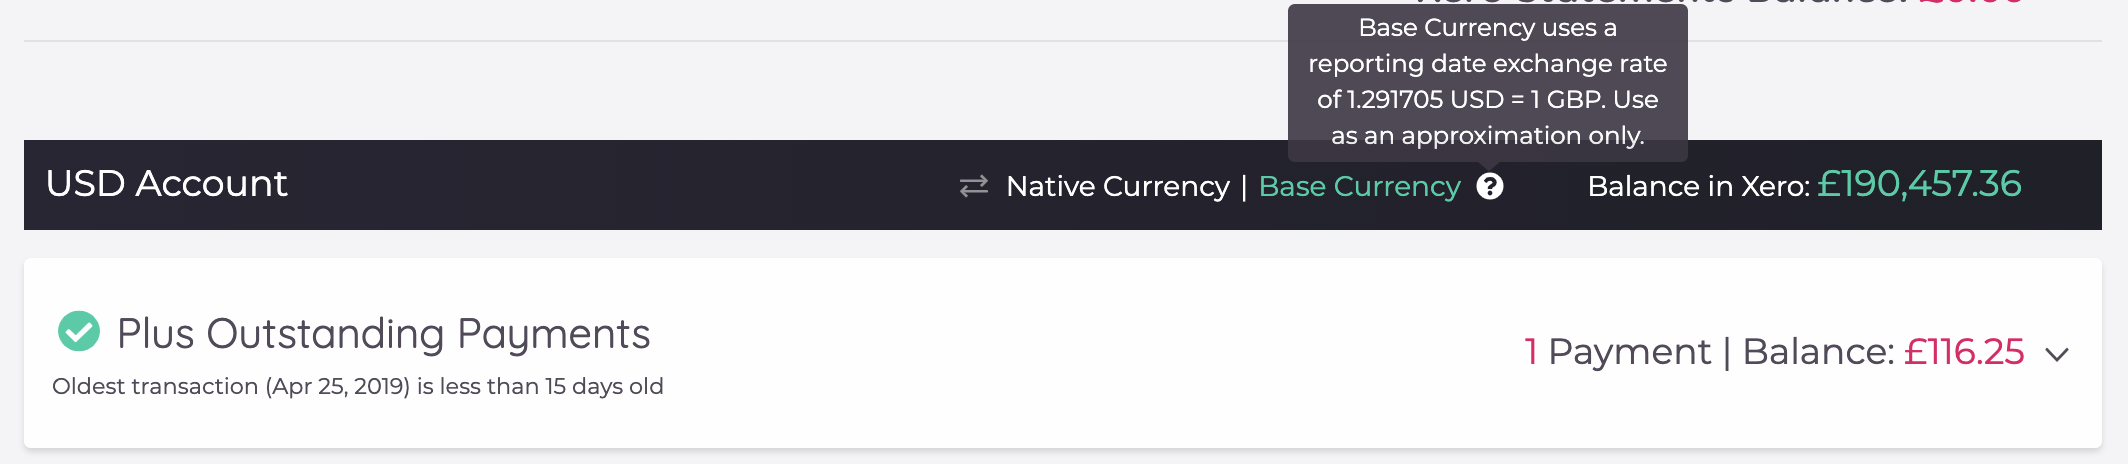 Base Currency uses a
reporting date exchange rate
of 1.291705 USD = 1 GBP. Use
as an approximation only.
USD Account
Native Currency | Base Currency
Balance in Xero: £190,457.36
Plus Outstanding Payments
1 Payment | Balance: £116.25
Oldest transaction (Apr 25, 2019) is less than 15 days old